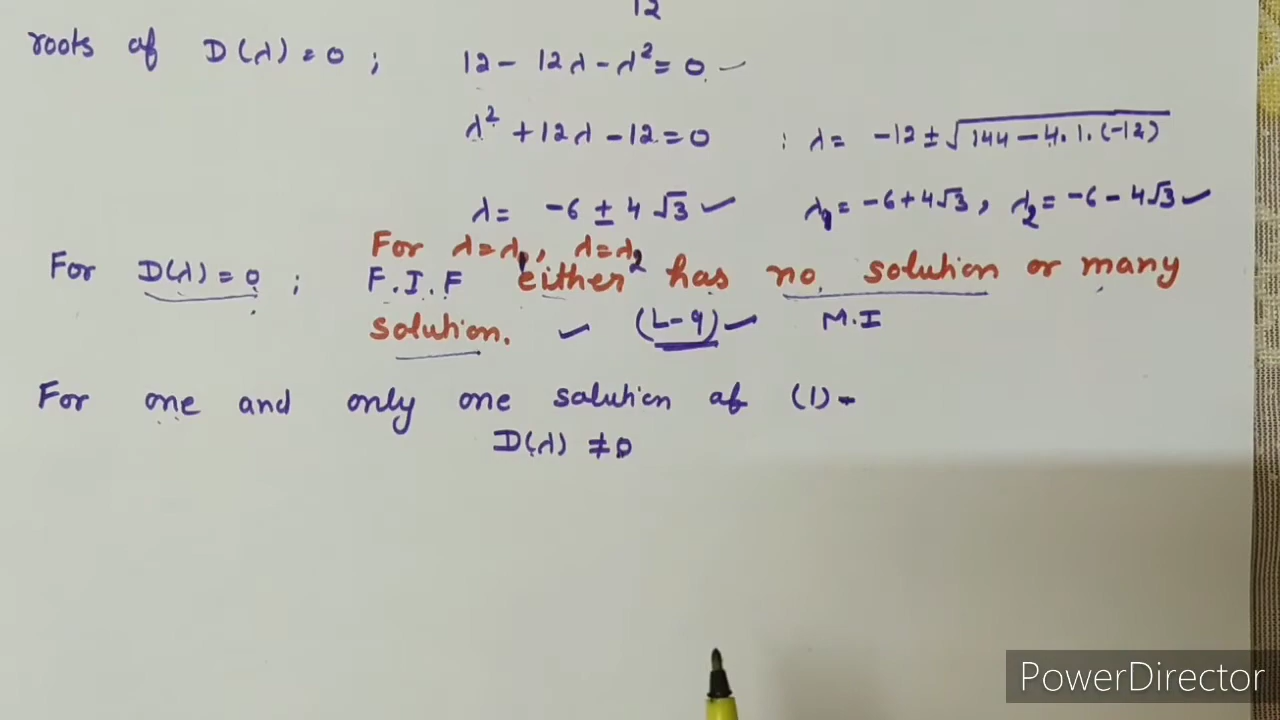 12
roots of D(λ) = 0 ; 12 - 12λ - λ² = 0
λ² + 12λ - 12 = 0 : λ = -12 ± √144 - 4.1.(-12)
λ = -6 ± 4√3 ✓ λ₁ = -6 + 4√3, λ₂ = -6 - 4√3 ✓
For λ = λ₁, λ = λ₂
For D(λ) = 0 ; F.I.F either has no solution or many
solution. ✓ (L-9) ✓ M.I
For one and only one solution of (1) -
D(λ) ≠ 0
PowerDirector